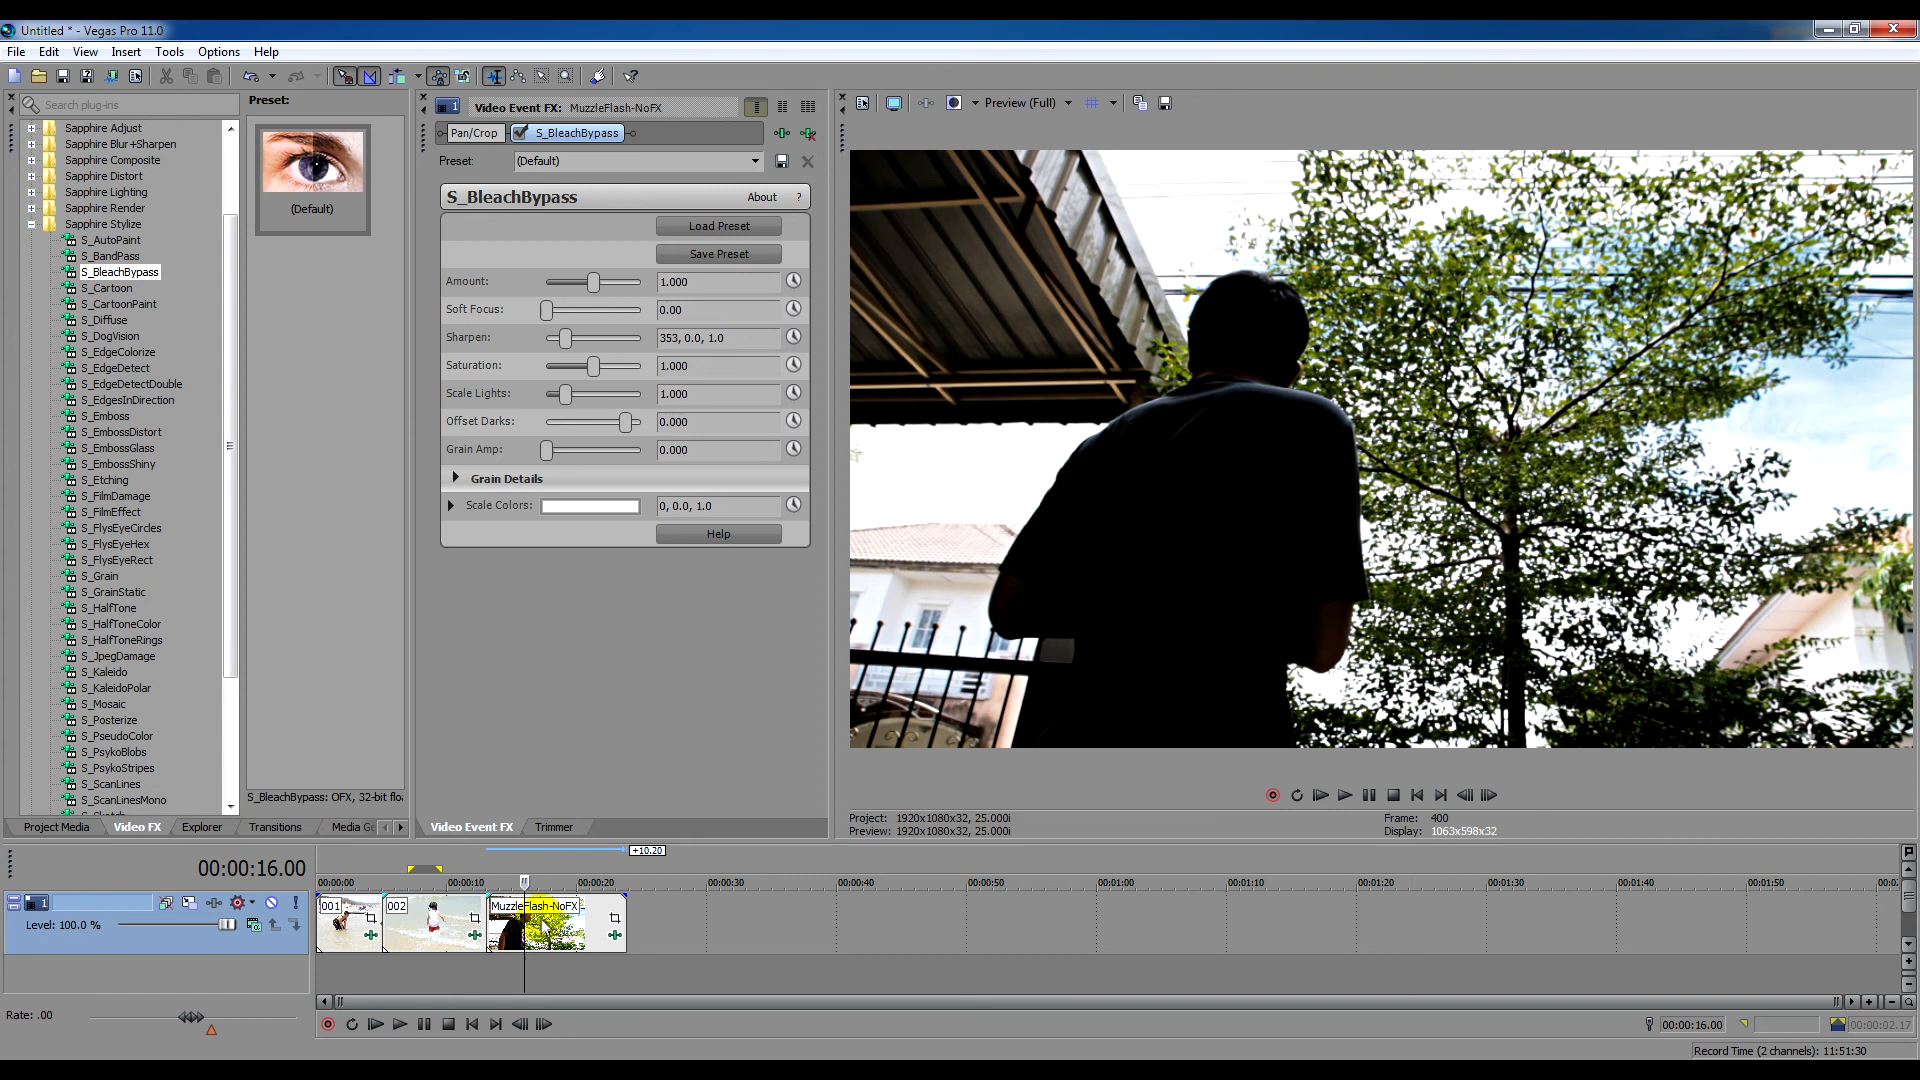 Untitled * - Vegas Pro 11.0
File Edit View Insert Tools Options Help
Search plug-ins
Sapphire Adjust
Sapphire Blur+Sharpen
Sapphire Composite
Sapphire Distort
Sapphire Lighting
Sapphire Render
Sapphire Stylize
S_AutoPaint
S_BandPass
S_BleachBypass
S_Cartoon
S_CartoonPaint
S_Diffuse
S_DogVision
S_EdgeColorize
S_EdgeDetect
S_EdgeDetectDouble
S_EdgesInDirection
S_Emboss
S_EmbossDistort
S_EmbossGlass
S_EmbossShiny
S_Etching
S_FilmDamage
S_FilmEffect
S_FlysEyeCircles
S_FlysEyeHex
S_FlysEyeRect
S_Grain
S_GrainStatic
S_HalfTone
S_HalfToneColor
S_HalfToneRings
S_JpegDamage
S_Kaleido
S_KaleidoPolar
S_Mosaic
S_Posterize
S_PseudoColor
S_PsykoBlobs
S_PsykoStripes
S_ScanLines
S_ScanLinesMono
Preset:
(Default)
S_BleachBypass: OFX, 32-bit floa
Project Media Video FX Explorer Transitions Media Ge
1 Video Event FX: MuzzleFlash-NoFX
Pan/Crop S_BleachBypass
Preset: (Default)
S_BleachBypass About ?
Load Preset
Save Preset
Amount: 1.000
Soft Focus: 0.00
Sharpen: 353, 0.0, 1.0
Saturation: 1.000
Scale Lights: 1.000
Offset Darks: 0.000
Grain Amp: 0.000
Grain Details
Scale Colors: 0, 0.0, 1.0
Help
Video Event FX Trimmer
Preview (Full)
Project: 1920x1080x32, 25.000i
Preview: 1920x1080x32, 25.000i
Frame: 400
Display: 1063x598x32
00:00:16.00
+10.20
00:00:00 00:00:10 00:00:20 00:00:30 00:00:40 00:00:50 00:01:00 00:01:10 00:01:20 00:01:30 00:01:40 00:01:50 00:02
1
Level: 100.0 %
001 002 MuzzleFlash-NoFX
Rate: .00
00:00:16.00 00:00:02.17
Record Time (2 channels): 11:51:30